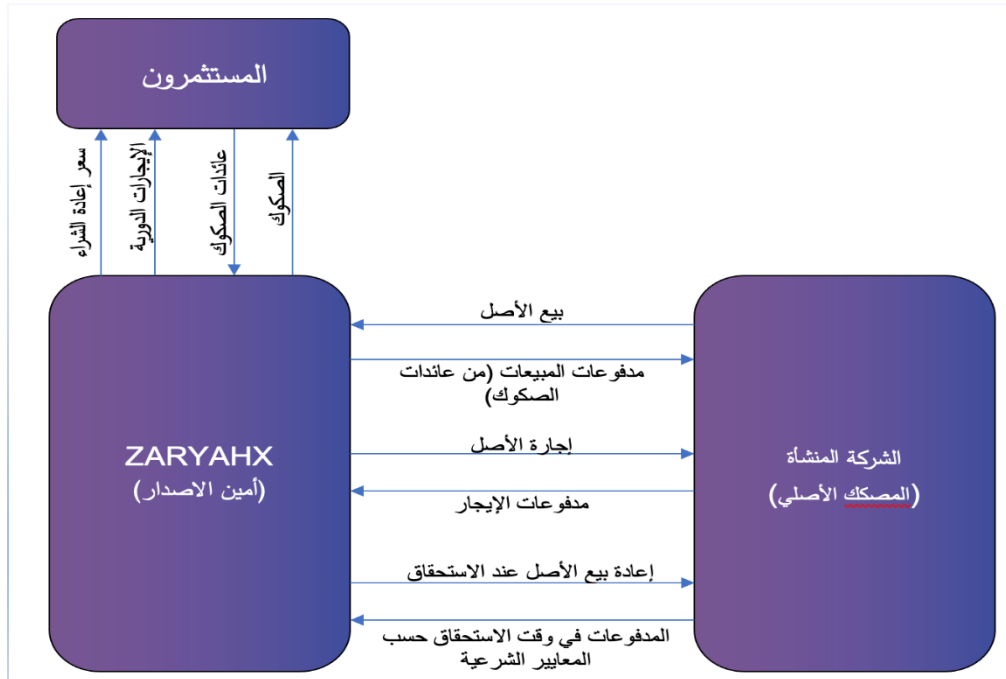 المستثمرون
سعر إعادة الشراء
الإيجارات الدورية
عائدات الصكوك
الصكوك
ZARYAHX
(أمين الاصدار)
بيع الأصل
مدفوعات المبيعات (من عائدات
الصكوك)
إجارة الأصل
مدفوعات الإيجار
إعادة بيع الأصل عند الاستحقاق
المدفوعات في وقت الاستحقاق حسب
المعايير الشرعية
الشركة المنشأة
(المصكك الأصلي)